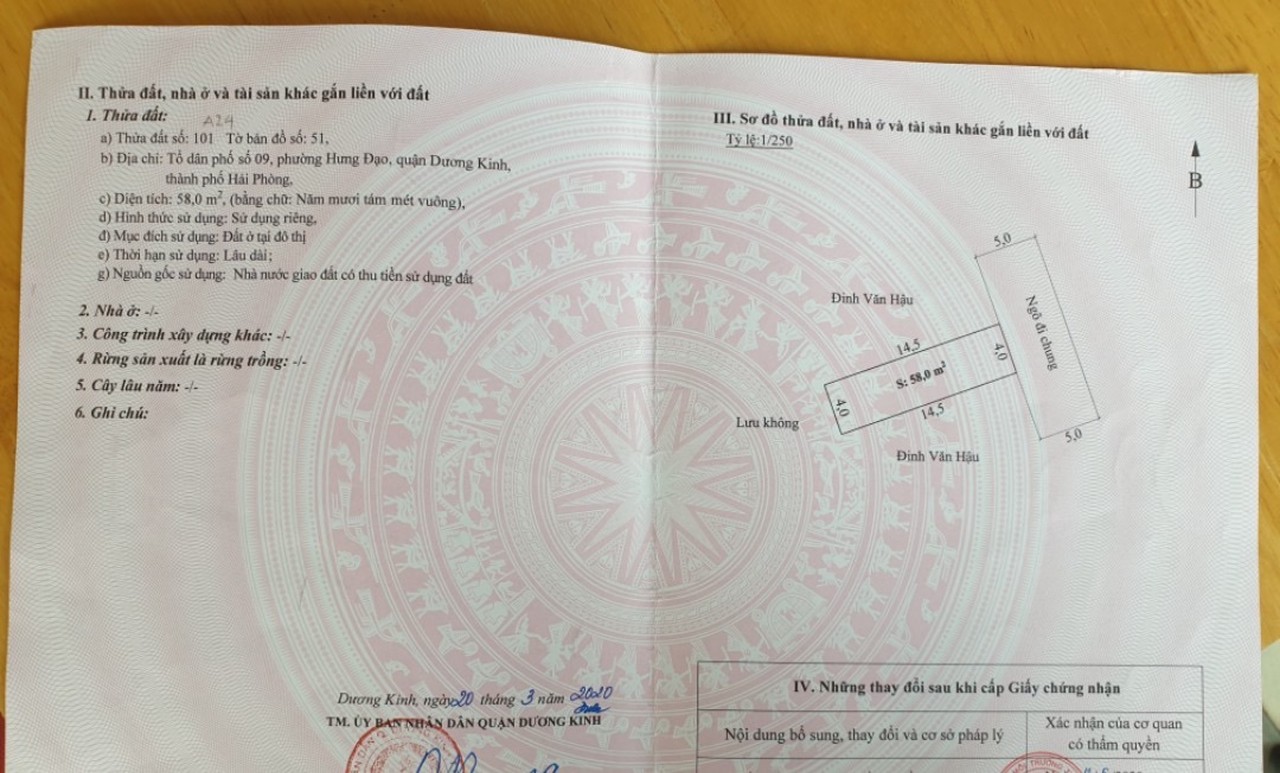 II. Thửa đất, nhà ở và tài sản khác gắn liền với đất
1. Thửa đất:
A24
a) Thửa đất số: 101 Tờ bản đồ số: 51,
b) Địa chỉ: Tổ dân phố số 09, phường Hưng Đạo, quận Dương Kinh,
thành phố Hải Phòng,
c) Diện tích: 58,0 m², (bằng chữ: Năm mươi tám mét vuông),
d) Hình thức sử dụng: Sử dụng riêng,
đ) Mục đích sử dụng: Đất ở tại đô thị
e) Thời hạn sử dụng: Lâu dài;
g) Nguồn gốc sử dụng: Nhà nước giao đất có thu tiền sử dụng đất
2. Nhà ở: -/-
3. Công trình xây dựng khác: -/-
4. Rừng sản xuất là rừng trồng: -/-
5. Cây lâu năm: -/-
6. Ghi chú:
Dương Kinh, ngày 20 tháng 3 năm 2020
TM. ỦY BAN NHÂN DÂN QUẬN DƯƠNG KINH
III. Sơ đồ thửa đất, nhà ở và tài sản khác gắn liền với đất
Tỷ lệ:1/250
B
5,0
Đinh Văn Hậu
Ngõ đi chung
14,5
4,0
S: 58,0 m²
4,0
14,5
Lưu không
5,0
Đinh Văn Hậu
IV. Những thay đổi sau khi cấp Giấy chứng nhận
Nội dung bổ sung, thay đổi và cơ sở pháp lý
Xác nhận của cơ quan
có thẩm quyền